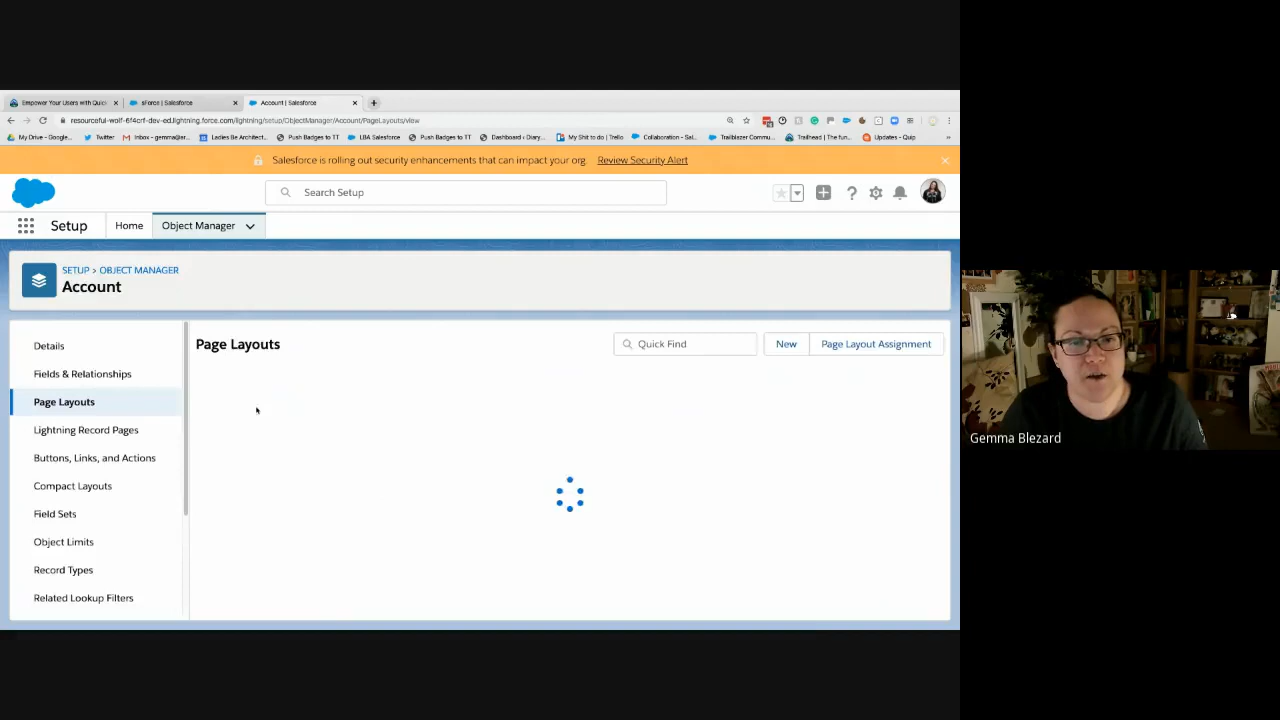 Empower Your Users with Quick
sForce | Salesforce
Account | Salesforce
resourceful-wolf-6f4crf-dev-ed.lightning.force.com/lightning/setup/ObjectManager/Account/PageLayouts/view
My Drive - Google...
Twitter
Inbox - gemma@ar...
Ladies Be Architect...
Push Badges to TT
LBA Salesforce
Push Badges to TT
Dashboard ‹ Diary...
My Shit to do | Trello
Collaboration - Sal...
Trailblazer Commu...
Trailhead | The fun...
Updates - Quip
Salesforce is rolling out security enhancements that can impact your org. Review Security Alert
Search Setup
Setup
Home
Object Manager
SETUP > OBJECT MANAGER
Account
Details
Fields & Relationships
Page Layouts
Lightning Record Pages
Buttons, Links, and Actions
Compact Layouts
Field Sets
Object Limits
Record Types
Related Lookup Filters
Page Layouts
Quick Find
New
Page Layout Assignment
Gemma Blezard